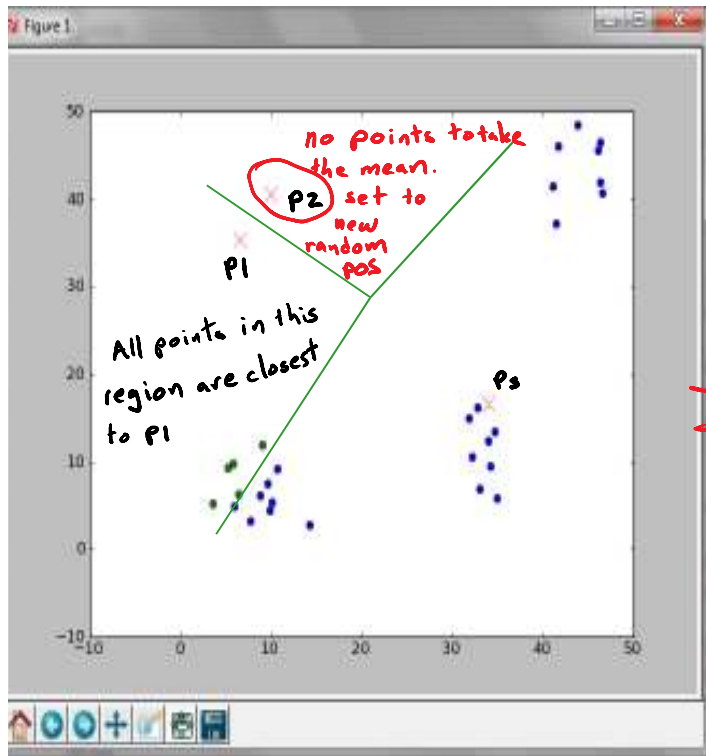 Figure 1
50
40
30
20
10
0
-10
-10 0 10 20 30 40 50
no points to take
the mean.
P2 set to
new
random
pos
P1
All points in this
region are closest
to P1
Ps